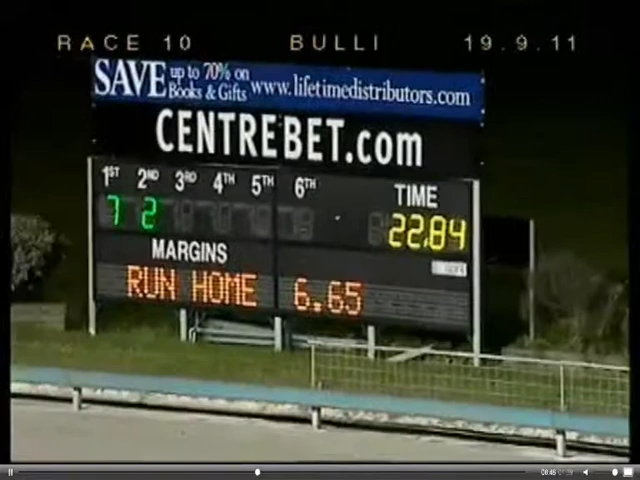 RACE 10 BULLI 19.9.11
SAVE up to 70% on
Books & Gifts www.lifetimedistributors.com
CENTREBET.com
1ST 2ND 3RD 4TH 5TH 6TH TIME
7 2 22.84
MARGINS
RUN HOME 6.65